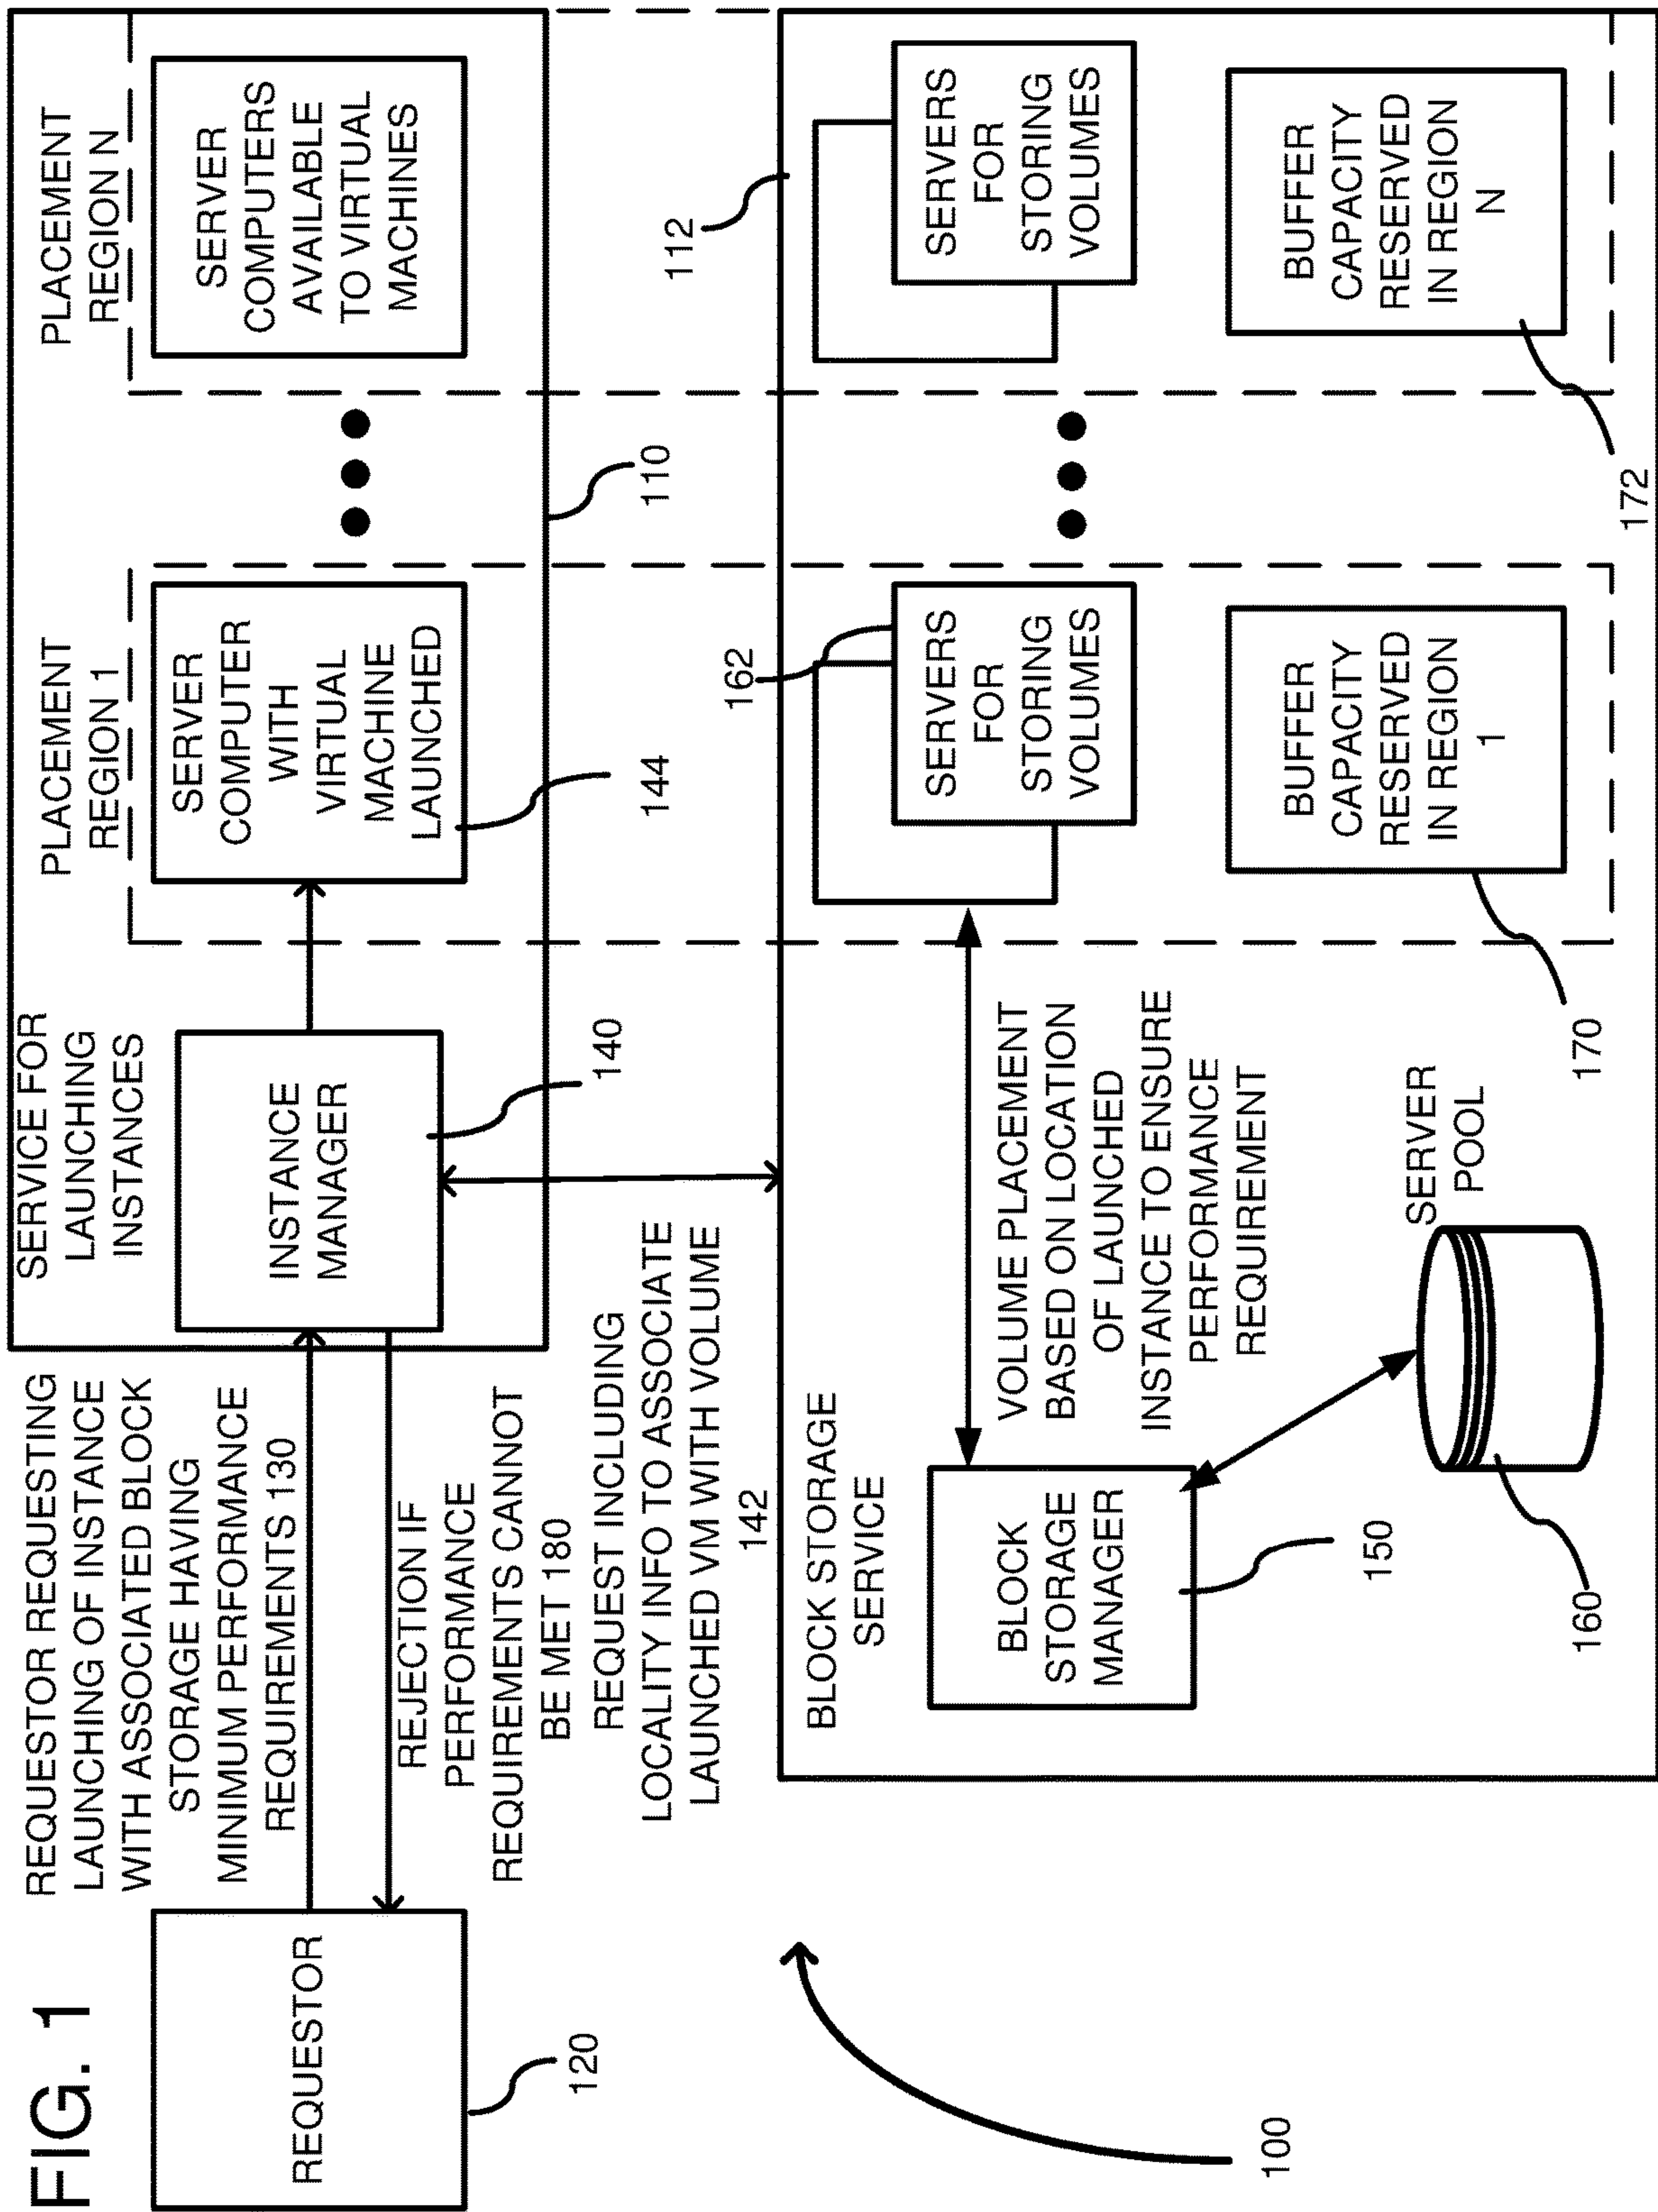 FIG. 1
REQUESTOR
120
100
REQUESTOR REQUESTING
LAUNCHING OF INSTANCE
WITH ASSOCIATED BLOCK
STORAGE HAVING
MINIMUM PERFORMANCE
REQUIREMENTS 130
REJECTION IF
PERFORMANCE
REQUIREMENTS CANNOT
BE MET 180
REQUEST INCLUDING
LOCALITY INFO TO ASSOCIATE
LAUNCHED VM WITH VOLUME
142
SERVICE FOR
LAUNCHING
INSTANCES
INSTANCE
MANAGER
140
PLACEMENT
REGION 1
SERVER
COMPUTER
WITH
VIRTUAL
MACHINE
LAUNCHED
144
110
PLACEMENT
REGION N
SERVER
COMPUTERS
AVAILABLE
TO VIRTUAL
MACHINES
112
BLOCK STORAGE
SERVICE
BLOCK
STORAGE
MANAGER
150
VOLUME PLACEMENT
BASED ON LOCATION
OF LAUNCHED
INSTANCE TO ENSURE
PERFORMANCE
REQUIREMENT
SERVER
POOL
160
162
SERVERS
FOR
STORING
VOLUMES
BUFFER
CAPACITY
RESERVED
IN REGION
1
170
SERVERS
FOR
STORING
VOLUMES
BUFFER
CAPACITY
RESERVED
IN REGION
N
172